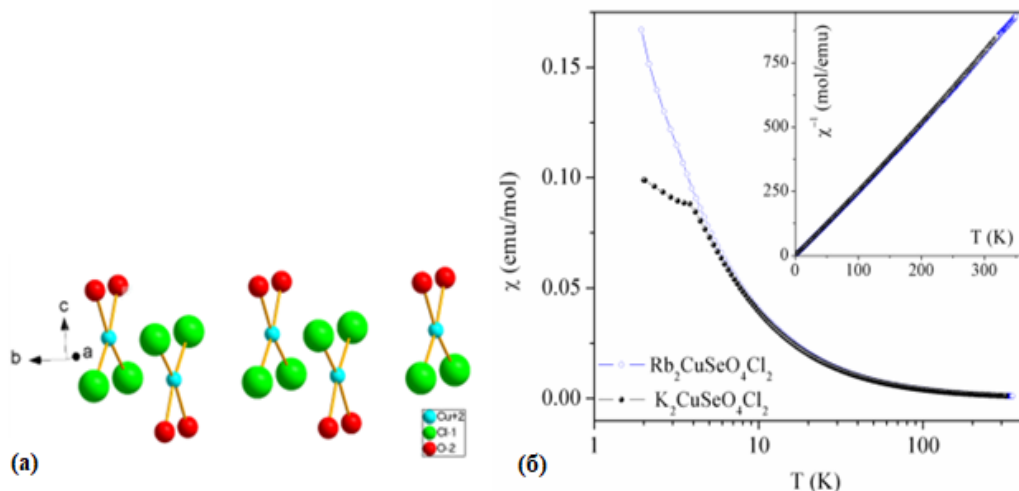 c
b
a
Cu+2
Cl-1
O-2
(а)
0.15
0.10
0.05
0.00
χ (emu/mol)
1
10
100
T (K)
Rb₂CuSeO₄Cl₂
K₂CuSeO₄Cl₂
750
500
250
0
χ⁻¹ (mol/emu)
0
100
200
300
T (K)
(б)